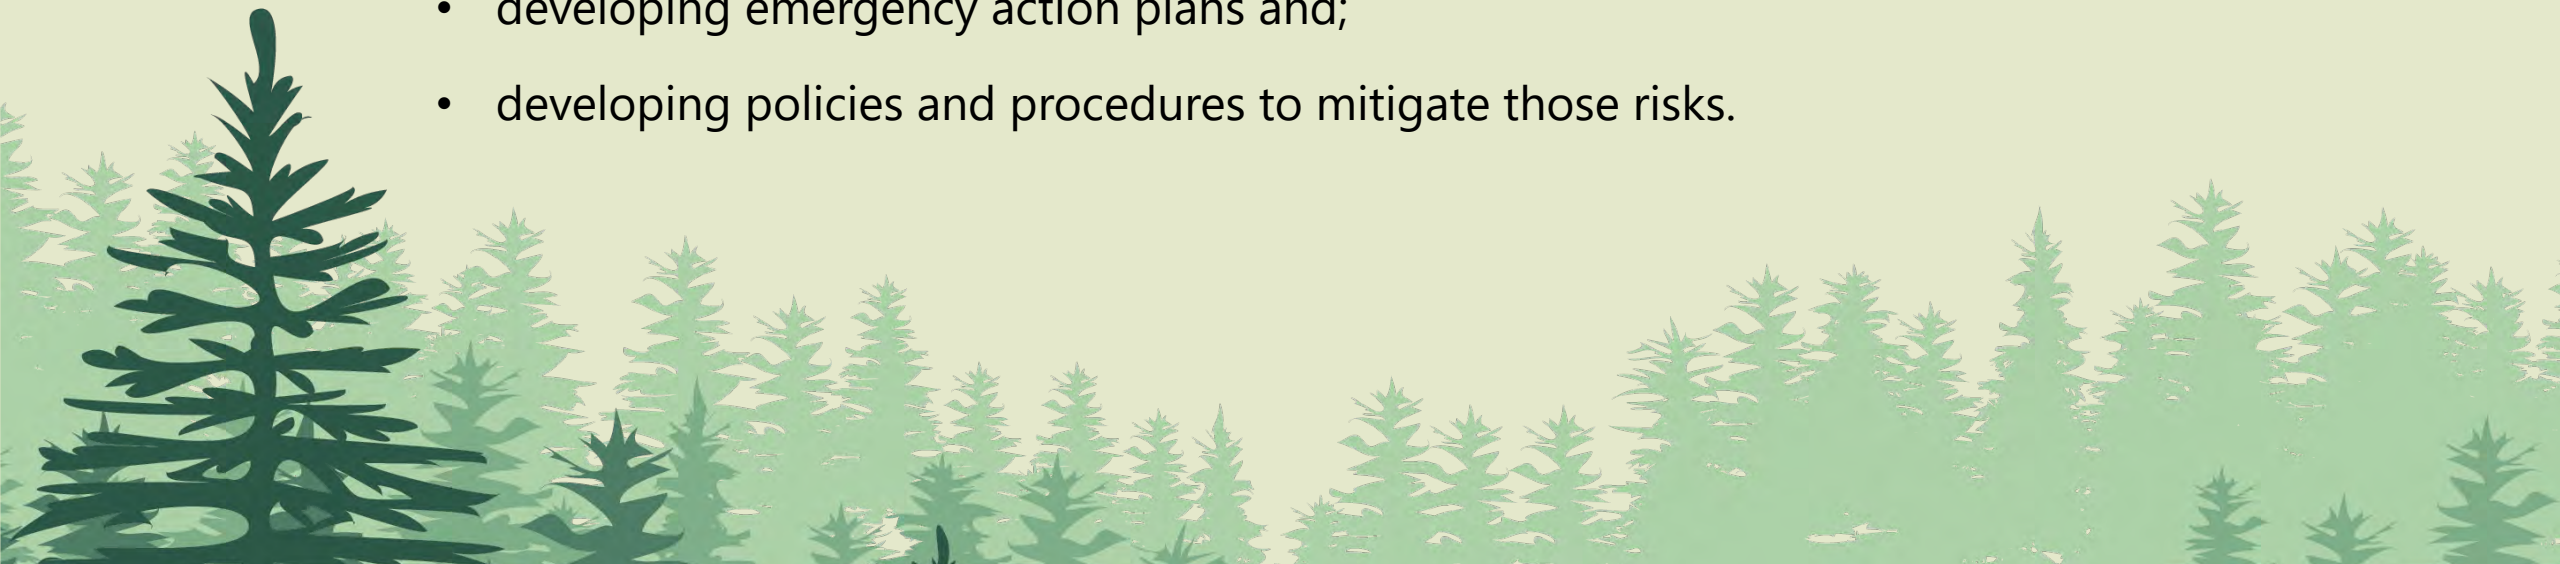 • developing emergency action plans and;
• developing policies and procedures to mitigate those risks.